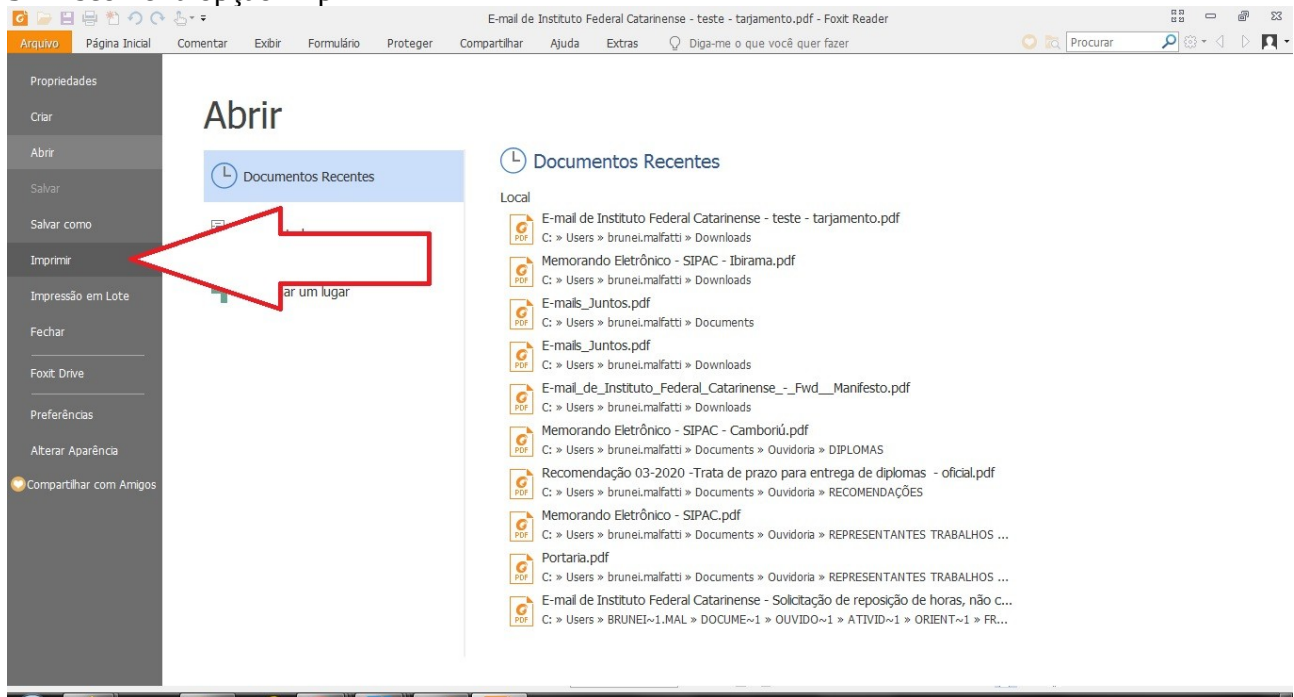 E-mail de Instituto Federal Catarinense - teste - tarjamento.pdf - Foxit Reader
Arquivo Página Inicial Comentar Exibir Formulário Proteger Compartilhar Ajuda Extras Diga-me o que você quer fazer Procurar
Propriedades
Criar
Abrir
Salvar
Salvar como
Imprimir
Impressão em Lote
Fechar
Foxit Drive
Preferências
Alterar Aparência
Compartilhar com Amigos
Abrir
Documentos Recentes
ar um lugar
Documentos Recentes
Local
E-mail de Instituto Federal Catarinense - teste - tarjamento.pdf
C: » Users » brunei.malfatti » Downloads
Memorando Eletrônico - SIPAC - Ibirama.pdf
C: » Users » brunei.malfatti » Downloads
E-mails_Juntos.pdf
C: » Users » brunei.malfatti » Documents
E-mails_Juntos.pdf
C: » Users » brunei.malfatti » Downloads
E-mail_de_Instituto_Federal_Catarinense_-_Fwd__Manifesto.pdf
C: » Users » brunei.malfatti » Downloads
Memorando Eletrônico - SIPAC - Camboriú.pdf
C: » Users » brunei.malfatti » Documents » Ouvidoria » DIPLOMAS
Recomendação 03-2020 -Trata de prazo para entrega de diplomas - oficial.pdf
C: » Users » brunei.malfatti » Documents » Ouvidoria » RECOMENDAÇÕES
Memorando Eletrônico - SIPAC.pdf
C: » Users » brunei.malfatti » Documents » Ouvidoria » REPRESENTANTES TRABALHOS ...
Portaria.pdf
C: » Users » brunei.malfatti » Documents » Ouvidoria » REPRESENTANTES TRABALHOS ...
E-mail de Instituto Federal Catarinense - Solicitação de reposição de horas, não c...
C: » Users » BRUNEI~1.MAL » DOCUME~1 » OUVIDO~1 » ATIVID~1 » ORIENT~1 » FR...